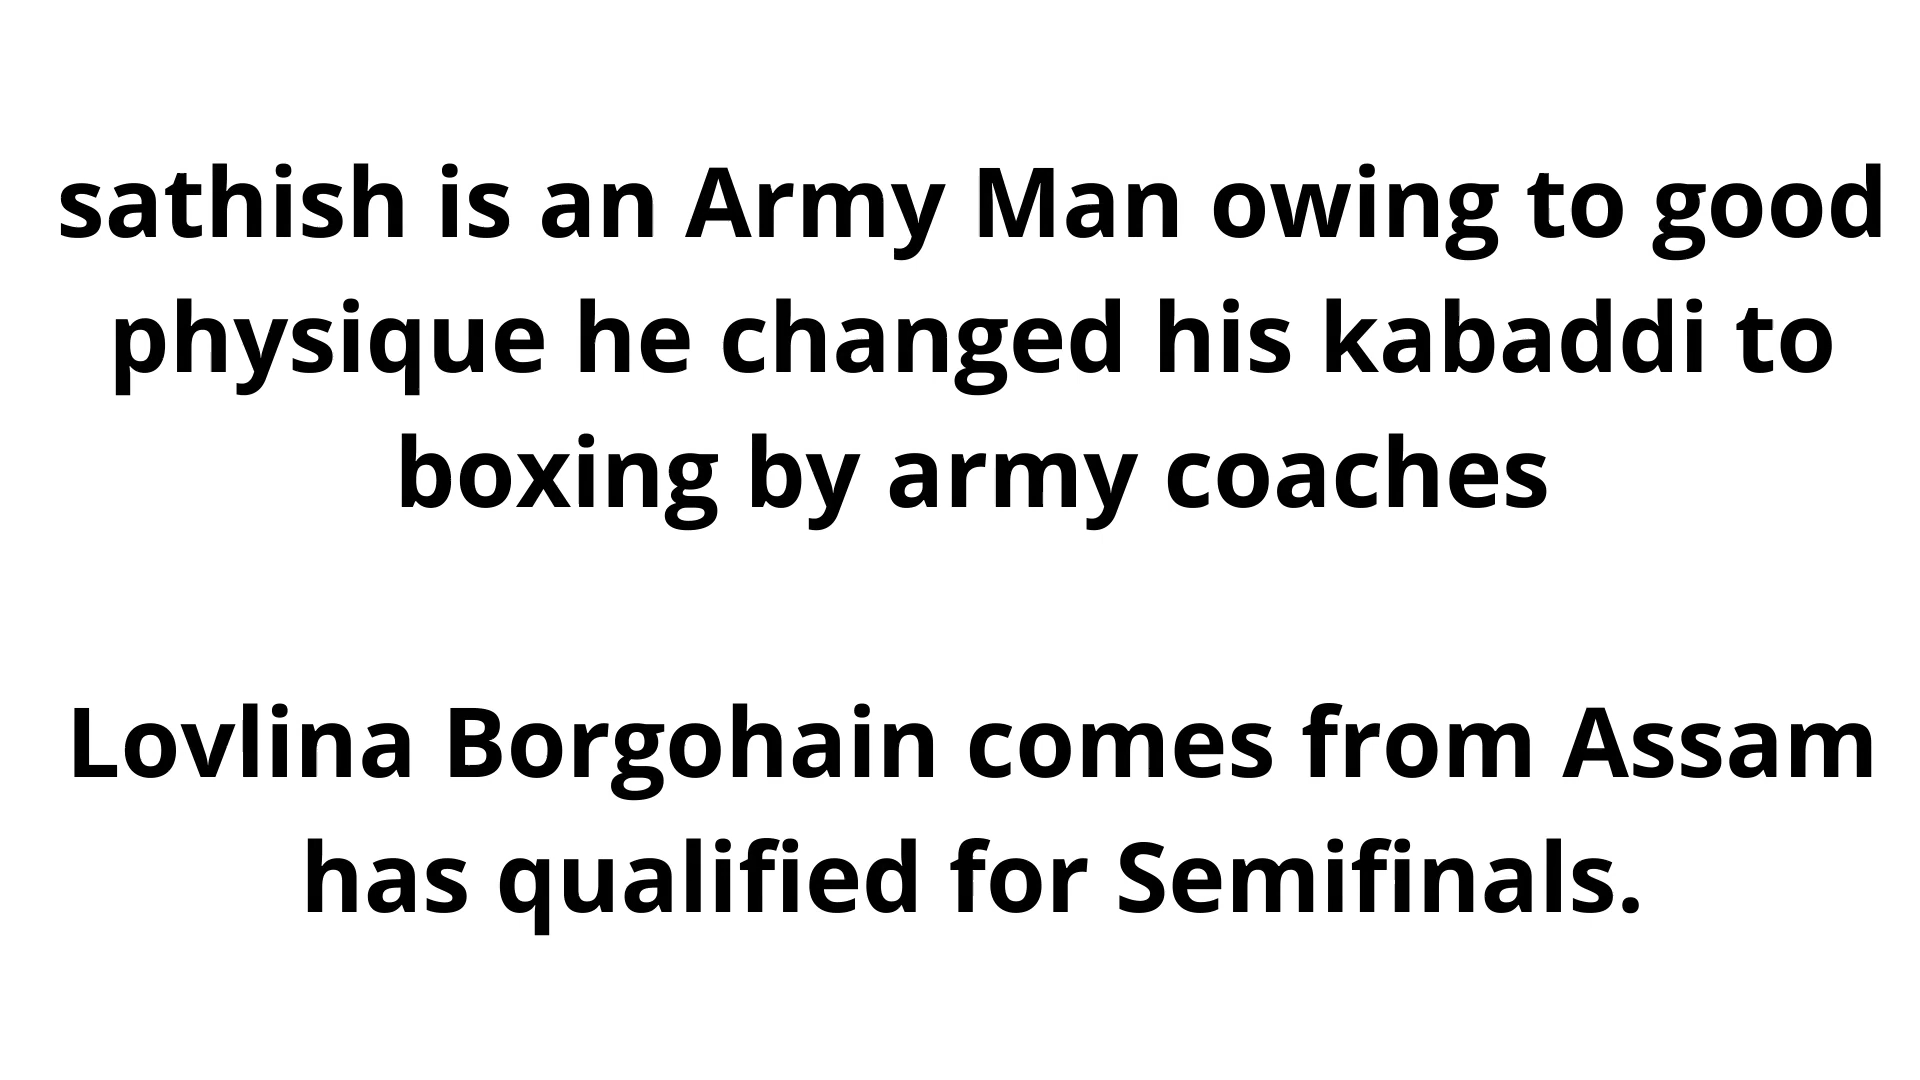 sathish is an Army Man owing to good
physique he changed his kabaddi to
boxing by army coaches
Lovlina Borgohain comes from Assam
has qualified for Semifinals.